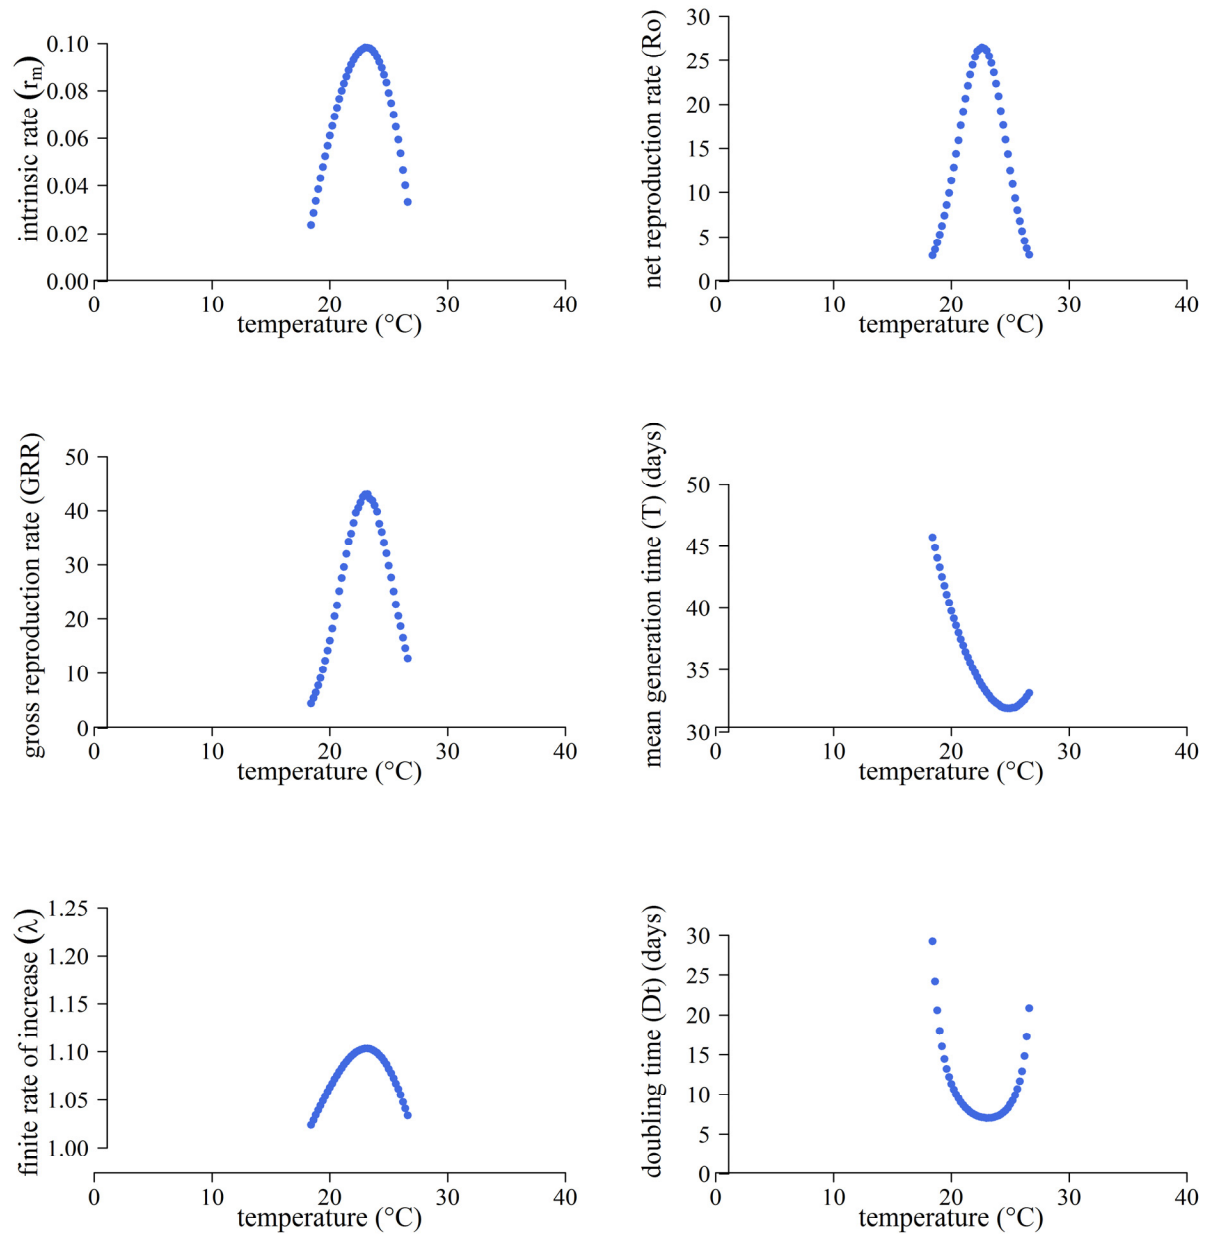 intrinsic rate (rm)
0.10
0.08
0.06
0.04
0.02
0.00
0 10 20 30 40
temperature (°C)
net reproduction rate (Ro)
30
25
20
15
10
5
0
0 10 20 30 40
temperature (°C)
gross reproduction rate (GRR)
50
40
30
20
10
0
0 10 20 30 40
temperature (°C)
mean generation time (T) (days)
50
45
40
35
30
0 10 20 30 40
temperature (°C)
finite rate of increase (λ)
1.25
1.20
1.15
1.10
1.05
1.00
0 10 20 30 40
temperature (°C)
doubling time (Dt) (days)
30
25
20
15
10
5
0
0 10 20 30 40
temperature (°C)